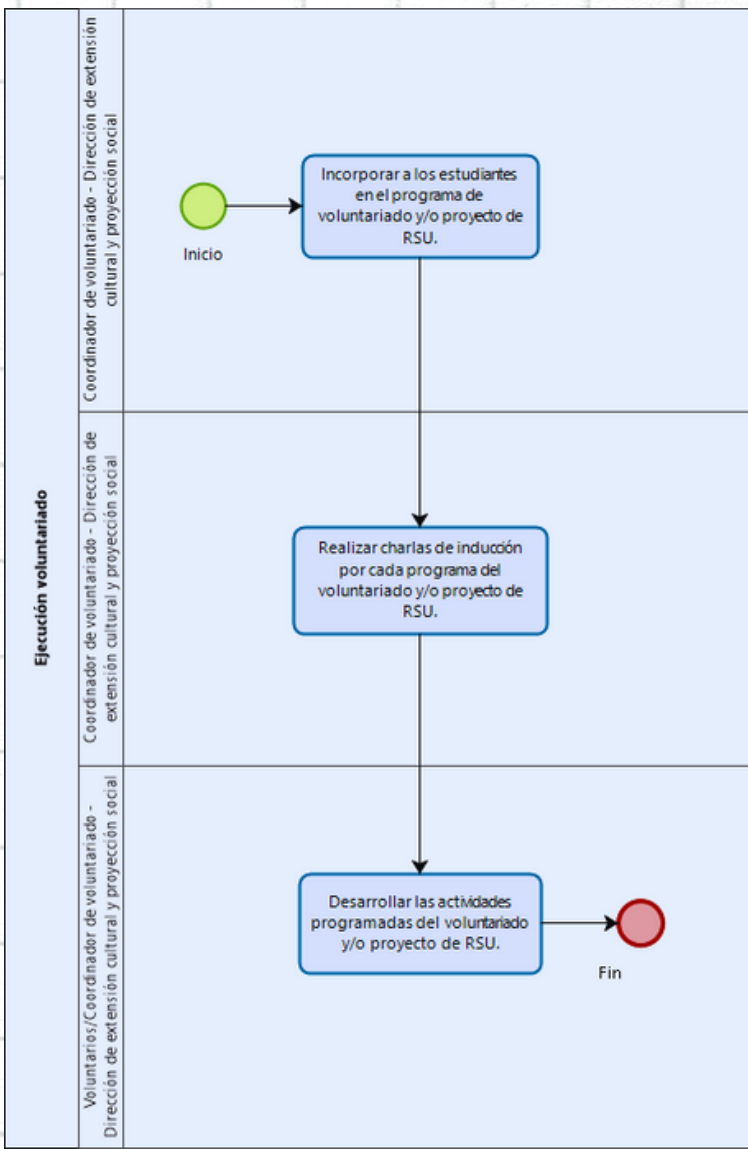 Ejecución voluntariado
Coordinador de voluntariado - Dirección de extensión
cultural y proyección social
Inicio
Incorporar a los estudiantes
en el programa de
voluntariado y/o proyecto de
RSU.
Coordinador de voluntariado - Dirección de
extensión cultural y proyección social
Realizar charlas de inducción
por cada programa del
voluntariado y/o proyecto de
RSU.
Voluntarios/Coordinador de voluntariado -
Dirección de extensión cultural y proyección social
Desarrollar las actividades
programadas del voluntariado
y/o proyecto de RSU.
Fin